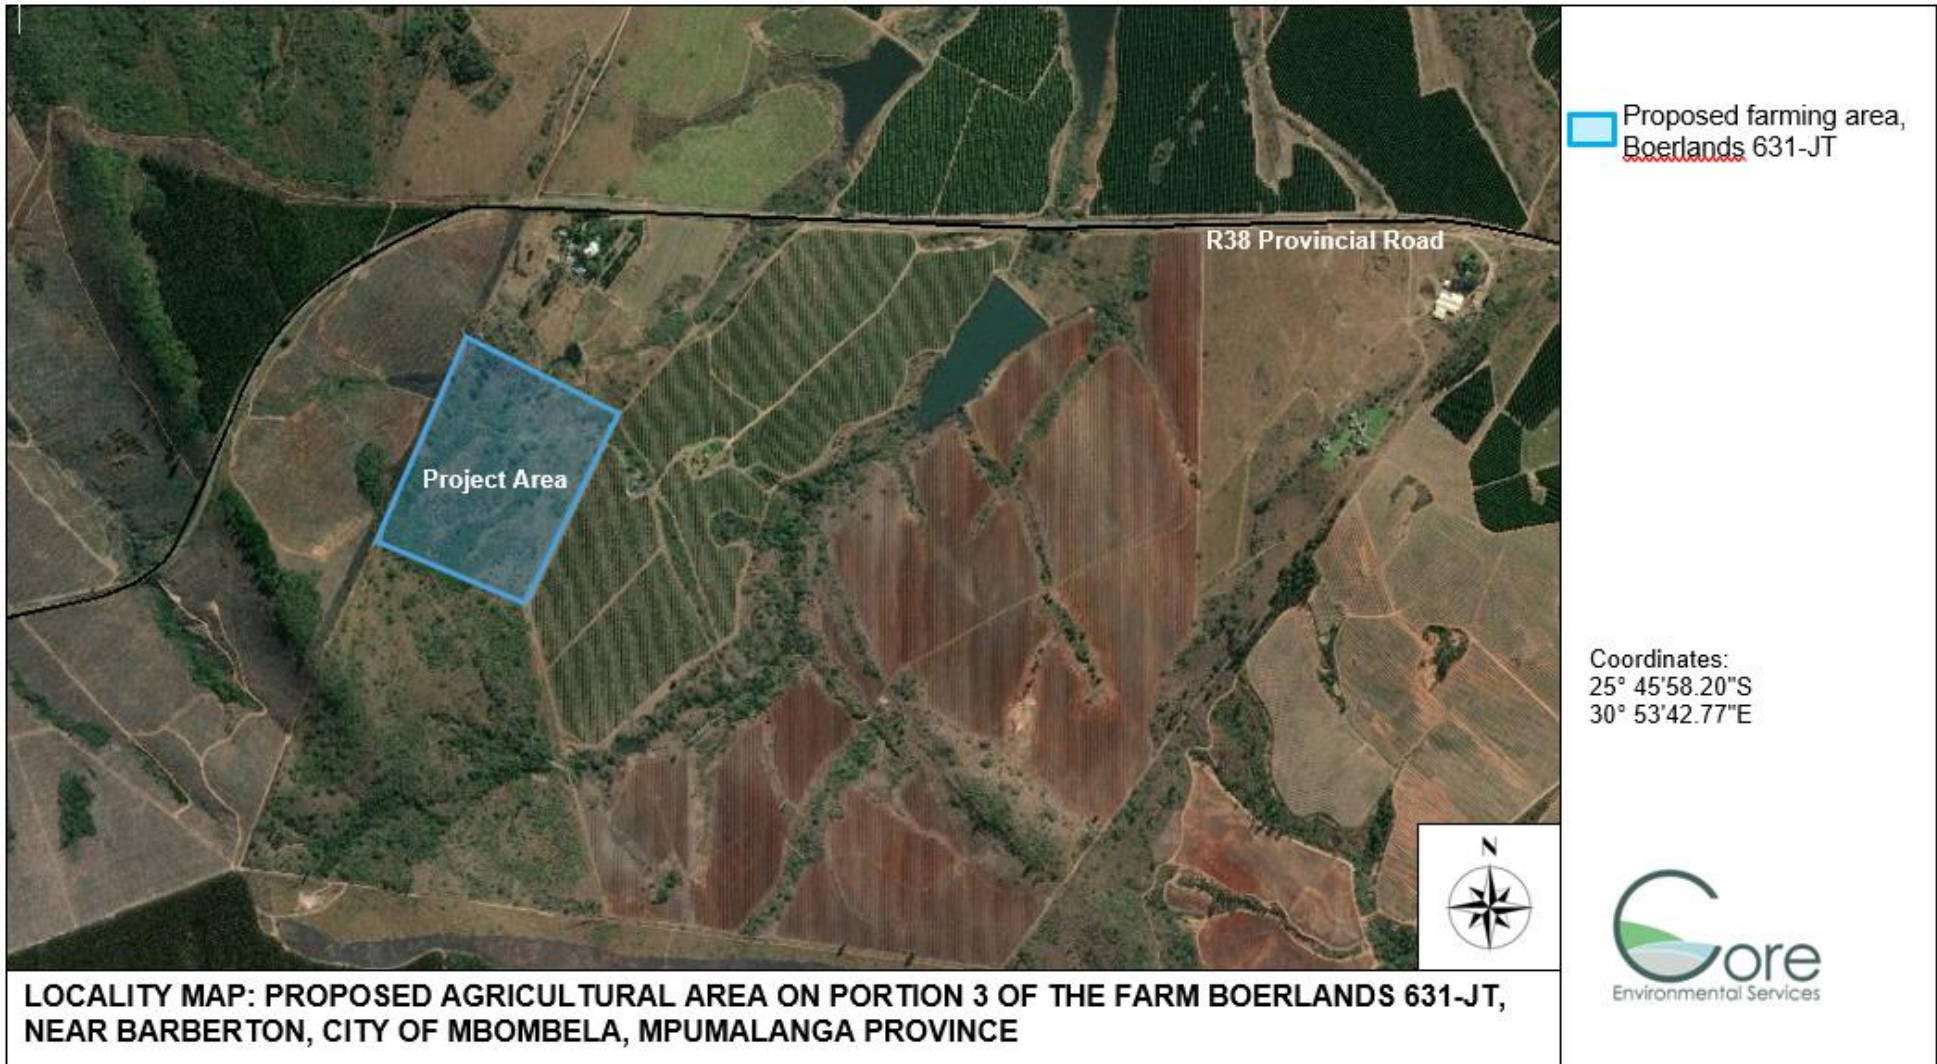 Proposed farming area,
Boerlands 631-JT
R38 Provincial Road
Project Area
Coordinates:
25° 45'58.20"S
30° 53'42.77"E
N
Core
Environmental Services
LOCALITY MAP: PROPOSED AGRICULTURAL AREA ON PORTION 3 OF THE FARM BOERLANDS 631-JT,
NEAR BARBERTON, CITY OF MBOMBELA, MPUMALANGA PROVINCE